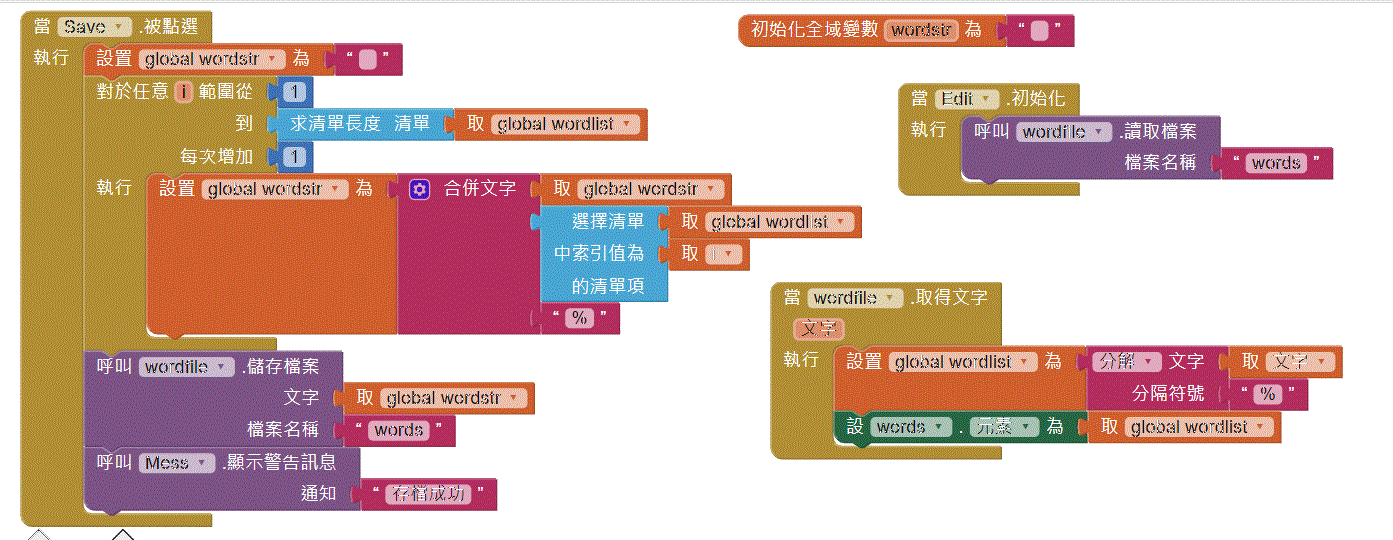 當 Save .被點選
執行 設置 global wordstr 為 “ ”
對於任意 i 範圍從 1
到 求清單長度 清單 取 global wordlist
每次增加 1
執行 設置 global wordstr 為 合併文字 取 global wordstr
選擇清單 取 global wordlist
中索引值為 取 i
的清單項
“ % ”
呼叫 wordfile .儲存檔案
文字 取 global wordstr
檔案名稱 “ words ”
呼叫 Mess .顯示警告訊息
通知 “ 存檔成功 ”
初始化全域變數 wordstr 為 “ ”
當 Edit .初始化
執行 呼叫 wordfile .讀取檔案
檔案名稱 “ words ”
當 wordfile .取得文字
文字
執行 設置 global wordlist 為 分解 文字 取 文字
分隔符號 “ % ”
設 words . 元素 為 取 global wordlist